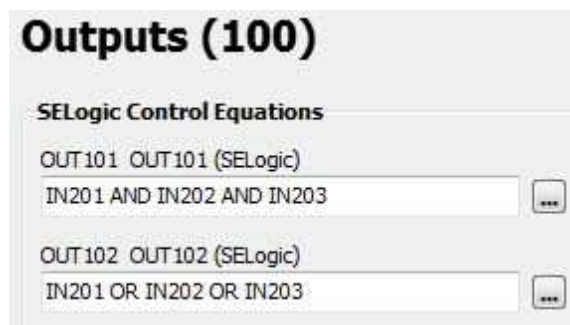 Outputs (100)
SELogic Control Equations
OUT101 OUT101 (SELogic)
IN201 AND IN202 AND IN203
...
OUT102 OUT102 (SELogic)
IN201 OR IN202 OR IN203
...